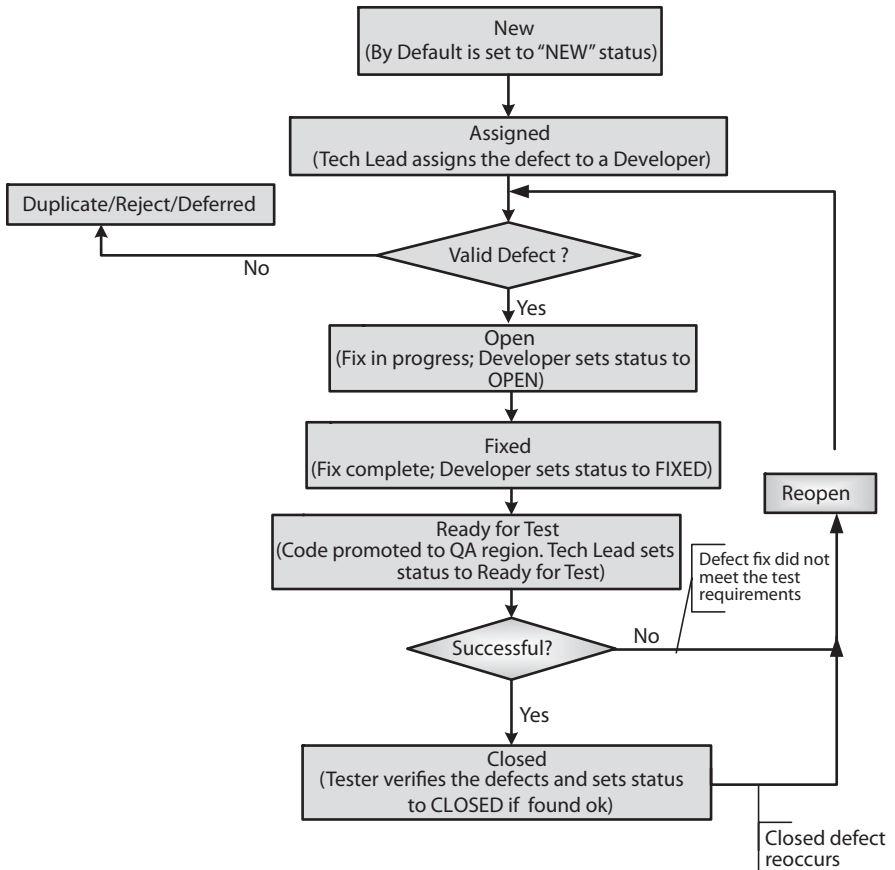 New
(By Default is set to “NEW” status)
Assigned
(Tech Lead assigns the defect to a Developer)
Duplicate/Reject/Deferred
Valid Defect ?
No
Yes
Open
(Fix in progress; Developer sets status to
OPEN)
Fixed
(Fix complete; Developer sets status to FIXED)
Reopen
Ready for Test
(Code promoted to QA region. Tech Lead sets
status to Ready for Test)
Defect fix did not
meet the test
requirements
Successful?
No
Yes
Closed
(Tester verifies the defects and sets status
to CLOSED if found ok)
Closed defect
reoccurs